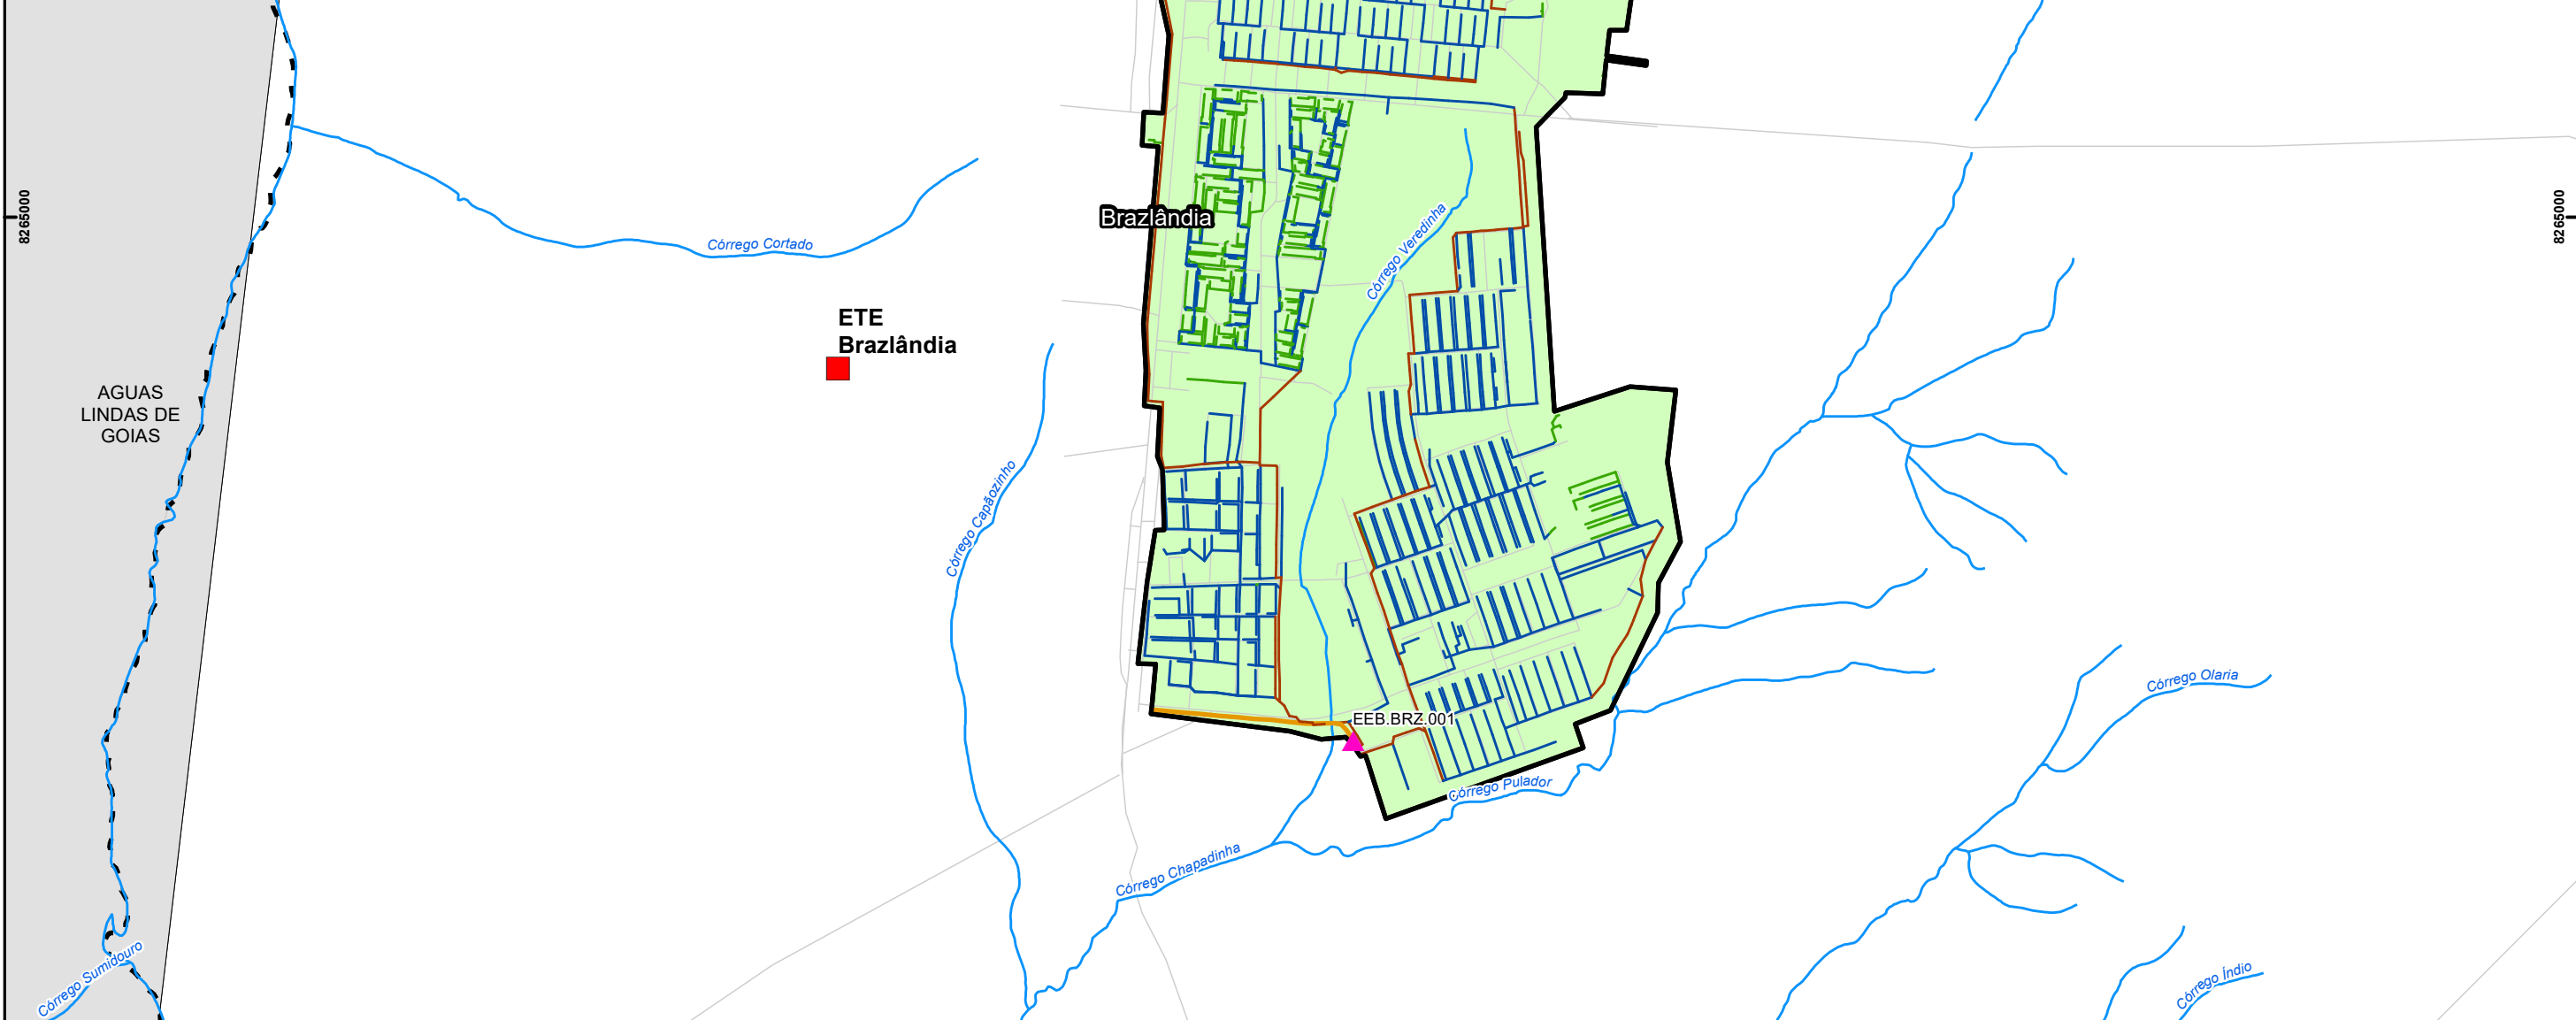 8265000
8265000
Brazlândia
Córrego Veredinha
Córrego Cortado
ETE
Brazlândia
AGUAS
LINDAS DE
GOIAS
Córrego Capãozinho
Córrego Olaria
EEB.BRZ.001
Córrego Pulador
Córrego Chapadinha
Córrego Sumidouro
Córrego Índio